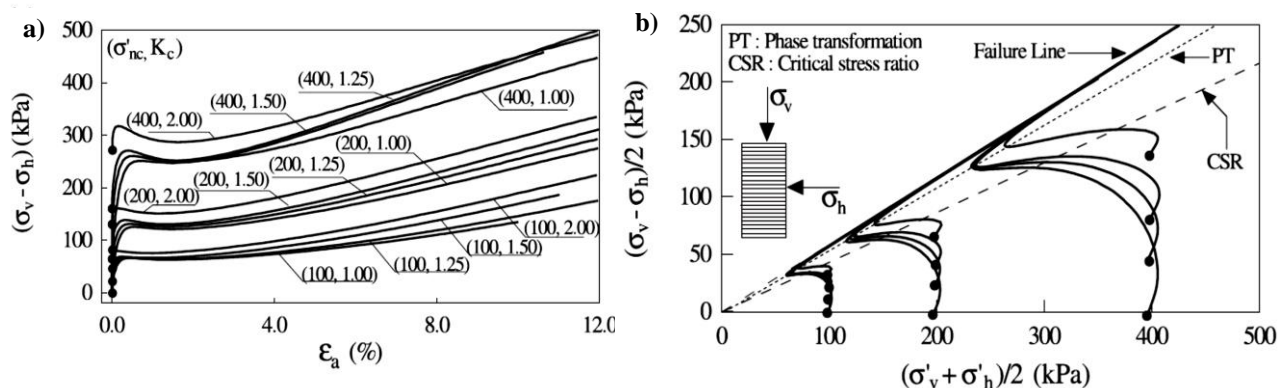 a)
(σ'nc, Kc)
500
400
300
200
100
0
(σv - σh) (kPa)
0.0
4.0
8.0
12.0
εa (%)
(400, 2.00)
(400, 1.50)
(400, 1.25)
(400, 1.00)
(200, 2.00)
(200, 1.50)
(200, 1.25)
(200, 1.00)
(100, 1.00)
(100, 1.25)
(100, 1.50)
(100, 2.00)
b)
PT : Phase transformation
CSR : Critical stress ratio
Failure Line
PT
CSR
σv
σh
250
200
150
100
50
0
(σv - σh)/2 (kPa)
0
100
200
300
400
500
(σ'v + σ'h)/2 (kPa)